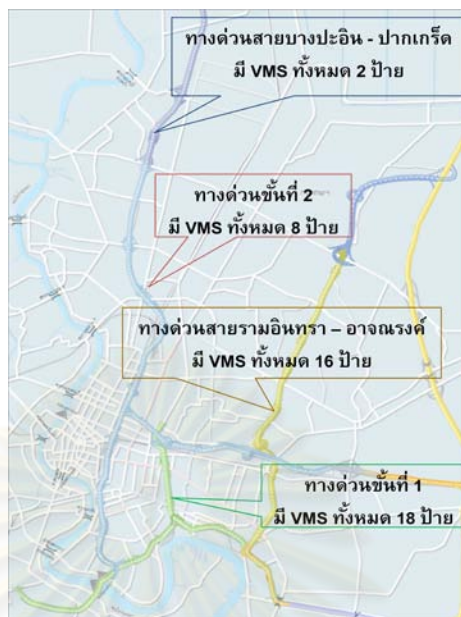 ทางด่วนสายบางปะอิน - ปากเกร็ด
มี VMS ทั้งหมด 2 ป้าย
ทางด่วนขั้นที่ 2
มี VMS ทั้งหมด 8 ป้าย
ทางด่วนสายรามอินทรา – อาจณรงค์
มี VMS ทั้งหมด 16 ป้าย
ทางด่วนขั้นที่ 1
มี VMS ทั้งหมด 18 ป้าย